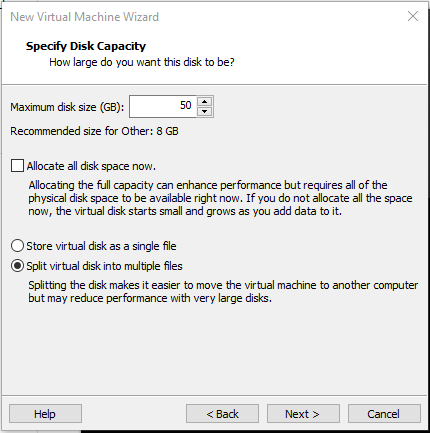 New Virtual Machine Wizard
Specify Disk Capacity
How large do you want this disk to be?
Maximum disk size (GB): 50
Recommended size for Other: 8 GB
Allocate all disk space now.
Allocating the full capacity can enhance performance but requires all of the
physical disk space to be available right now. If you do not allocate all the space
now, the virtual disk starts small and grows as you add data to it.
Store virtual disk as a single file
Split virtual disk into multiple files
Splitting the disk makes it easier to move the virtual machine to another computer
but may reduce performance with very large disks.
Help < Back Next > Cancel